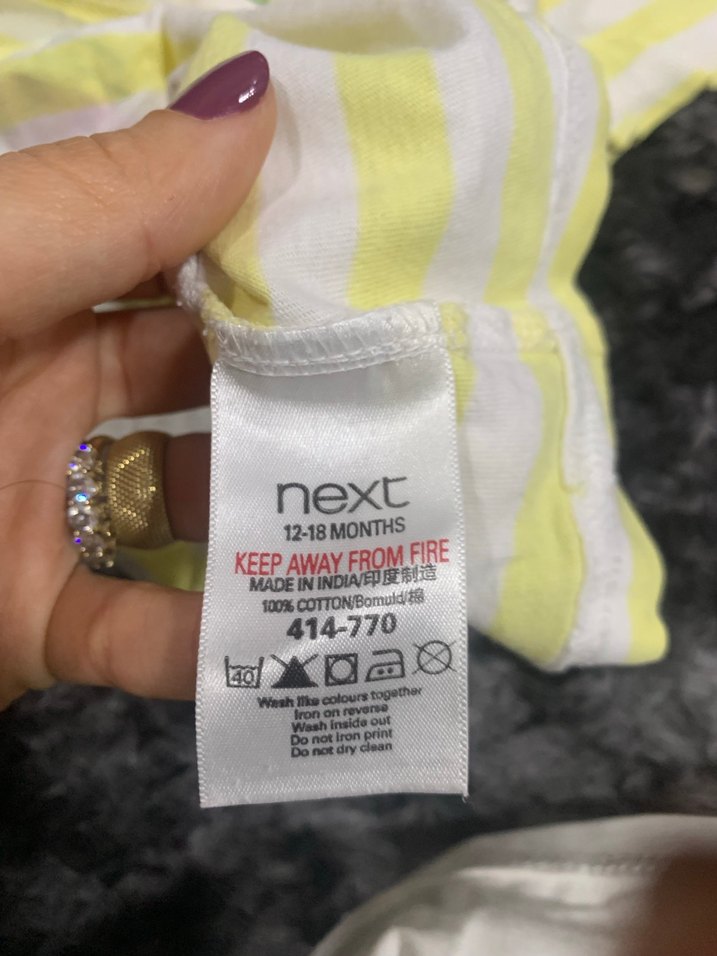 next
12-18 MONTHS
KEEP AWAY FROM FIRE
MADE IN INDIA/印度制造
100% COTTON/Bomuld/棉
414-770
40
Wash like colours together
Iron on reverse
Wash inside out
Do not iron print
Do not dry clean